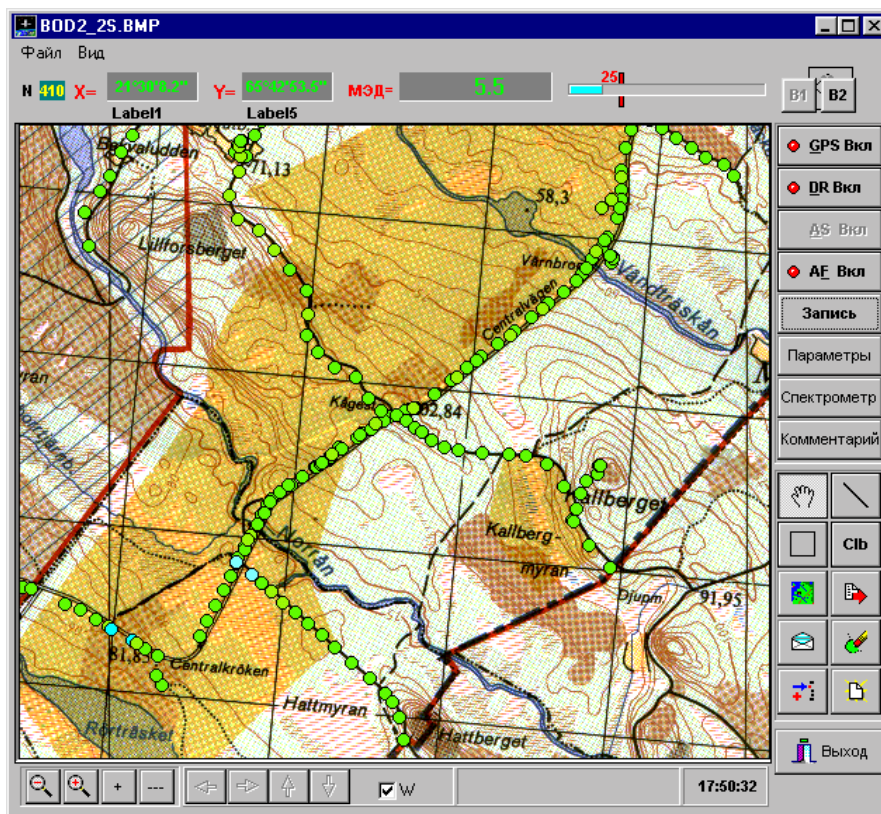 BOD2_2S.BMP
Файл Вид
N 410 X= 21°30'8.2" Y= 65°42'53.5" МЭД= 5.5 25 B1 B2
Label1 Label5
GPS Вкл
DR Вкл
AS Вкл
AF Вкл
Запись
Параметры
Спектрометр
Комментарий
Clb
Выход
71,13
Lillforsberget
58,3
Vändträskån
Centralvägen
92,84
Kallberget
Kallberg-
myran
Norrån
Djupm.
91,95
81,85
Centralkröken
Hattmyran
Rörträsket
Hattberget
+ --- W 17:50:32